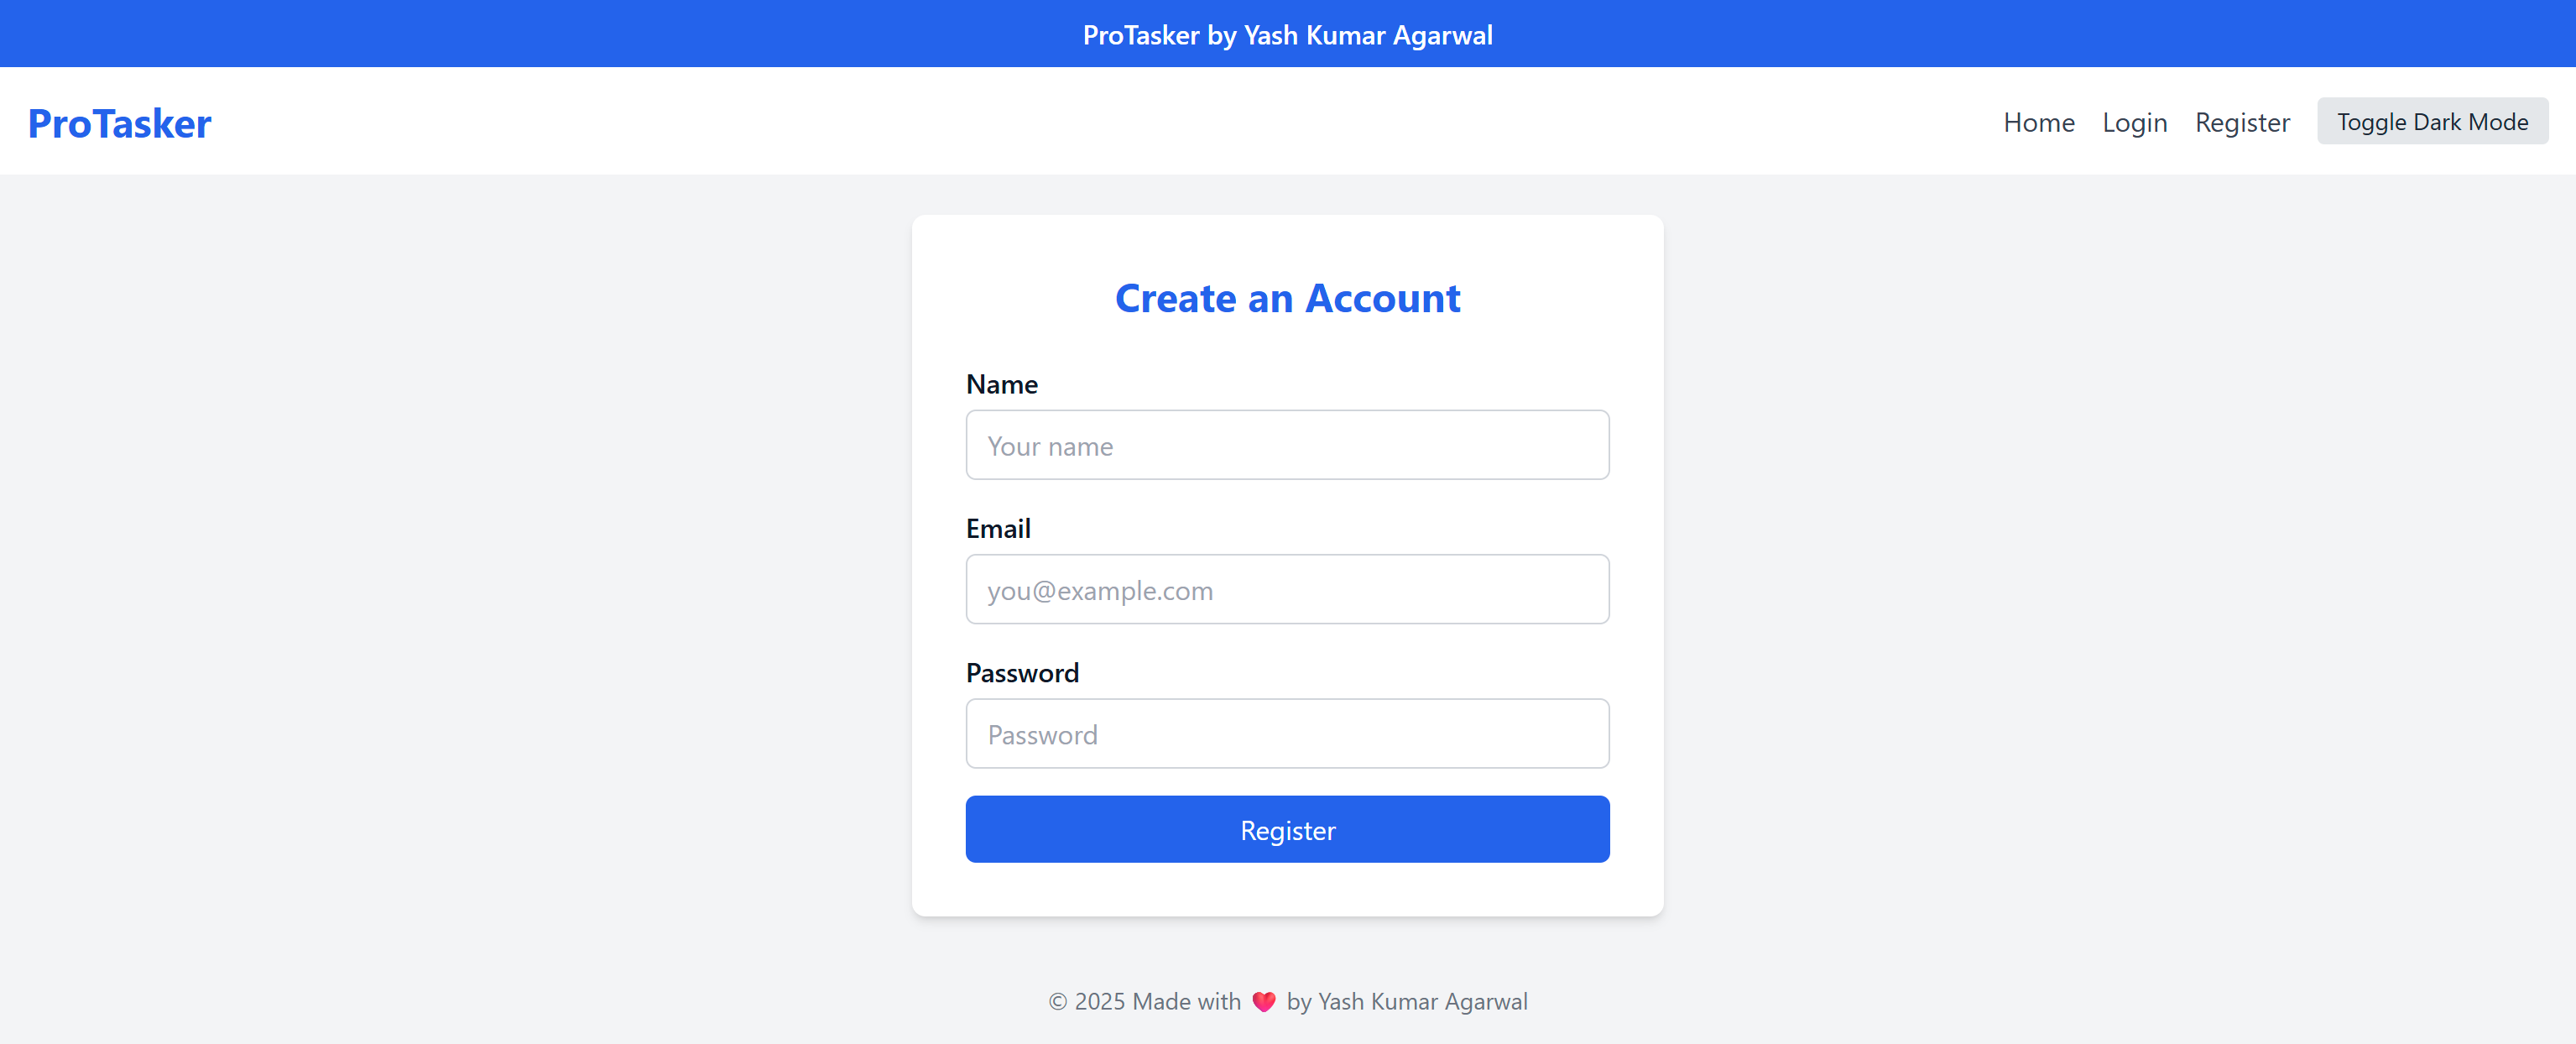 ProTasker by Yash Kumar Agarwal
ProTasker
Home Login Register Toggle Dark Mode
Create an Account
Name
Your name
Email
you@example.com
Password
Password
Register
© 2025 Made with ❤️ by Yash Kumar Agarwal